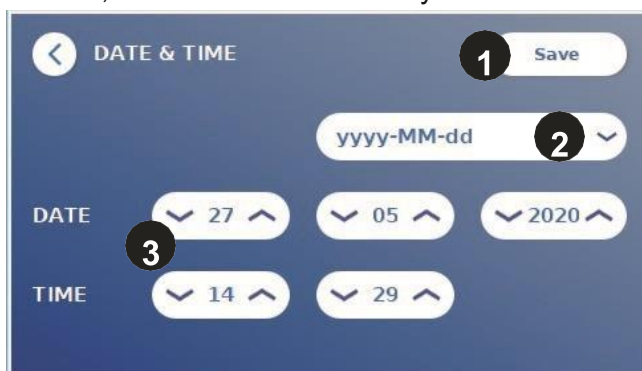 DATE & TIME 1 Save
yyyy-MM-dd 2
DATE 27 05 2020
3
TIME 14 29